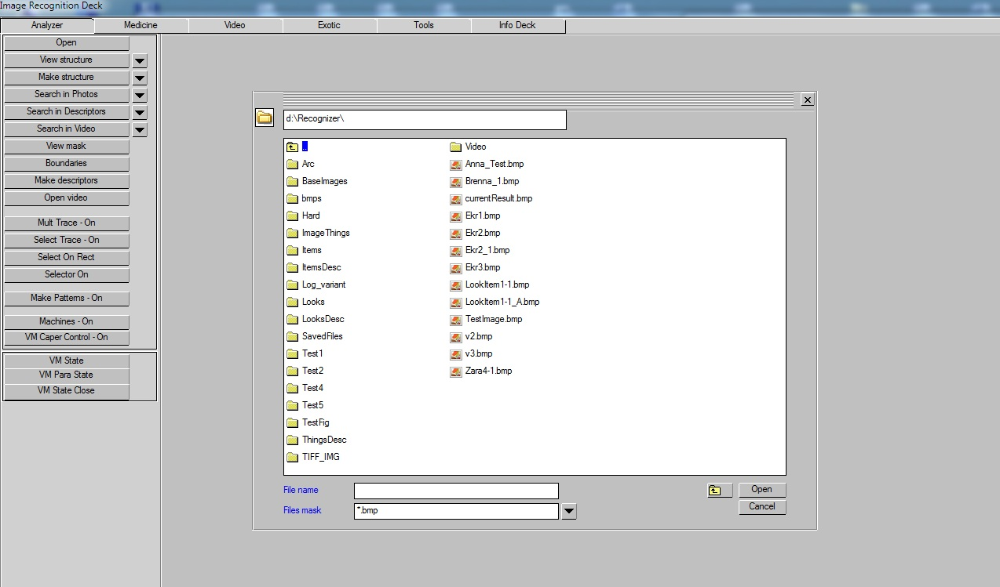 Image Recognition Deck
Analyzer Medicine Video Exotic Tools Info Deck
Open
View structure
Make structure
Search in Photos
Search in Descriptors
Search in Video
View mask
Boundaries
Make descriptors
Open video
Mult Trace - On
Select Trace - On
Select On Rect
Selector On
Make Patterns - On
Machines - On
VM Caper Control - On
VM State
VM Para State
VM State Close
d:\Recognizer\
..
Arc
BaseImages
bmps
Hard
ImageThings
Items
ItemsDesc
Log_variant
Looks
LooksDesc
SavedFiles
Test1
Test2
Test4
Test5
TestFig
ThingsDesc
TIFF_IMG
Video
Anna_Test.bmp
Brenna_1.bmp
currentResult.bmp
Ekr1.bmp
Ekr2.bmp
Ekr2_1.bmp
Ekr3.bmp
LookItem1-1.bmp
LookItem1-1_A.bmp
TestImage.bmp
v2.bmp
v3.bmp
Zara4-1.bmp
File name
Open
Files mask *.bmp
Cancel